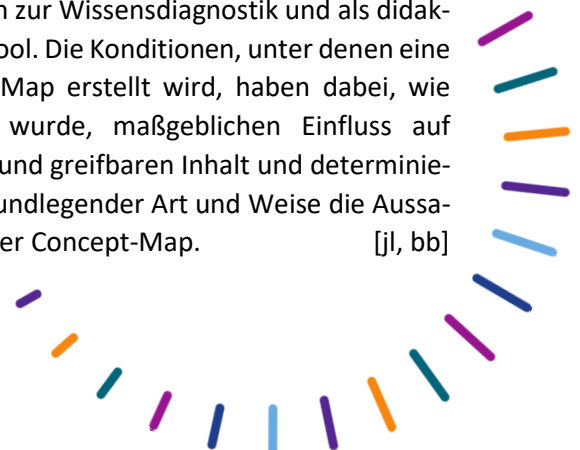 zur Wissensdiagnostik und als didak-
ool. Die Konditionen, unter denen eine
Map erstellt wird, haben dabei, wie
wurde, maßgeblichen Einfluss auf
und greifbaren Inhalt und determinie-
undlegender Art und Weise die Aussa-
er Concept-Map. [jl, bb]